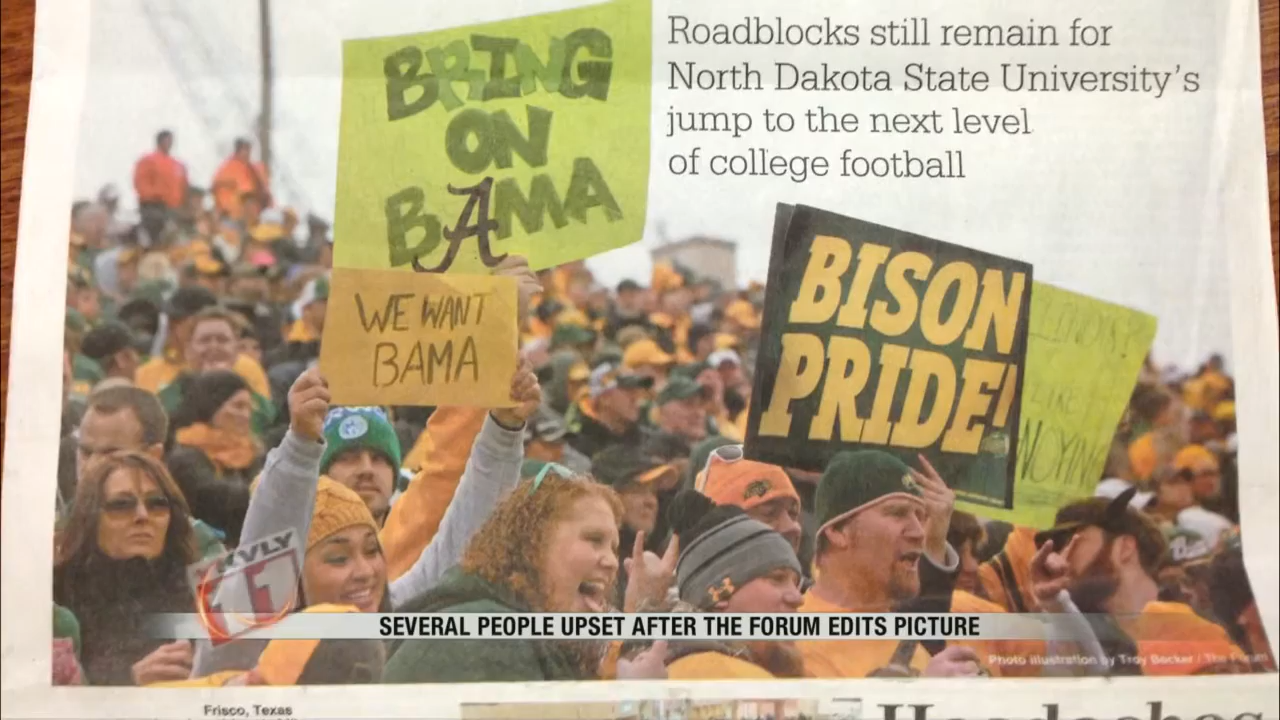 Roadblocks still remain for
North Dakota State University's
jump to the next level
of college football
BRING
ON
BAMA
WE WANT
BAMA
BISON
PRIDE!
LIKE
WVLY
11
SEVERAL PEOPLE UPSET AFTER THE FORUM EDITS PICTURE
Photo illustration by Troy Becker / The Forum
Frisco, Texas